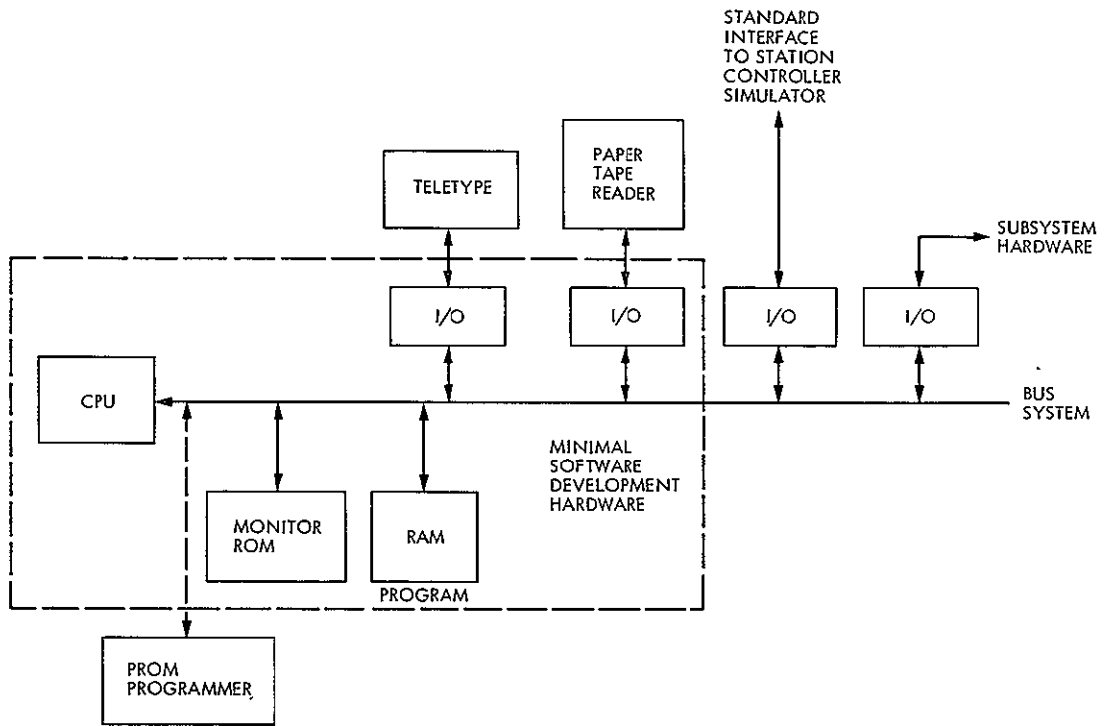 STANDARD
INTERFACE
TO STATION
CONTROLLER
SIMULATOR
TELETYPE
PAPER
TAPE
READER
SUBSYSTEM
HARDWARE
I/O
I/O
I/O
I/O
CPU
BUS
SYSTEM
MINIMAL
SOFTWARE
DEVELOPMENT
HARDWARE
MONITOR
ROM
RAM
PROGRAM
PROM
PROGRAMMER